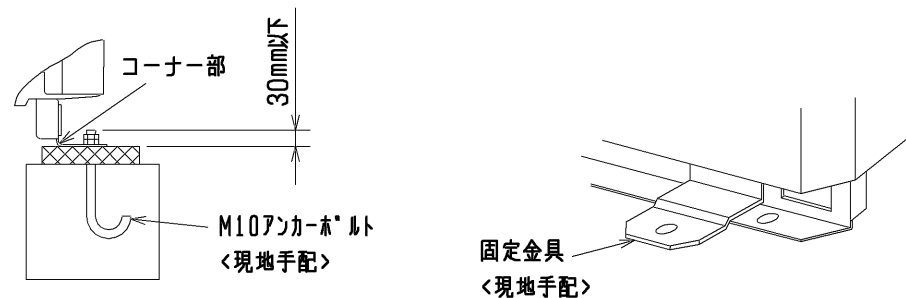 コーナー部
30mm以下
M10アンカーボルト
<現地手配>
固定金具
<現地手配>